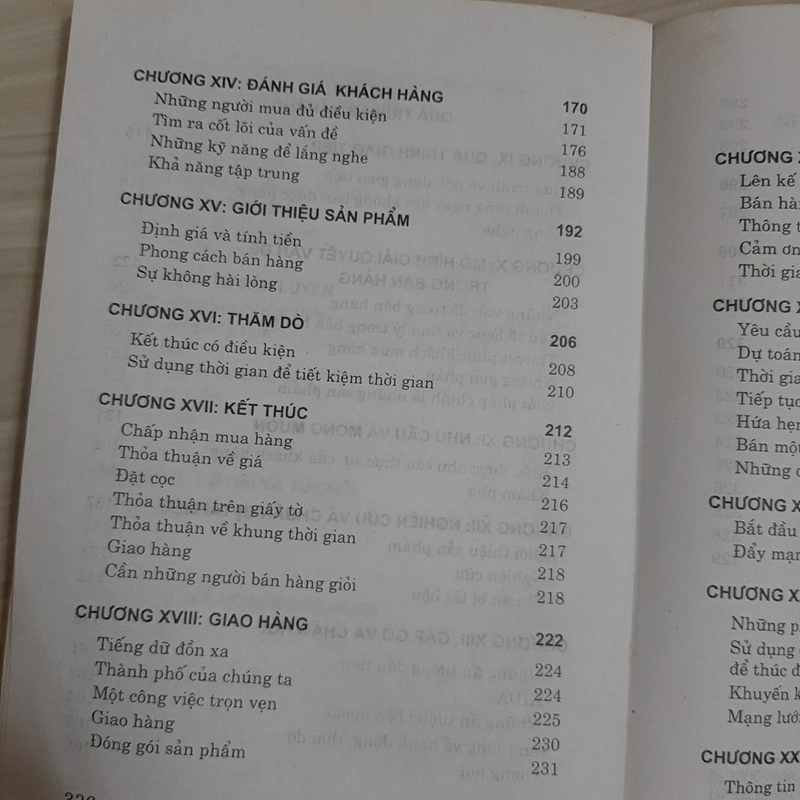 CHƯƠNG XIV: ĐÁNH GIÁ KHÁCH HÀNG 170
Những người mua đủ điều kiện 171
Tìm ra cốt lõi của vấn đề 176
Những kỹ năng để lắng nghe 188
Khả năng tập trung 189
CHƯƠNG XV: GIỚI THIỆU SẢN PHẨM 192
Định giá và tính tiền 199
Phong cách bán hàng 200
Sự không hài lòng 203
CHƯƠNG XVI: THĂM DÒ 206
Kết thúc có điều kiện 208
Sử dụng thời gian để tiết kiệm thời gian 210
CHƯƠNG XVII: KẾT THÚC 212
Chấp nhận mua hàng 213
Thỏa thuận về giá 214
Đặt cọc 216
Thỏa thuận trên giấy tờ 217
Thỏa thuận về khung thời gian 217
Giao hàng 218
Cần những người bán hàng giỏi 218
CHƯƠNG XVIII: GIAO HÀNG 222
Tiếng dữ đồn xa 224
Thành phố của chúng ta 224
Một công việc trọn vẹn 225
Giao hàng 230
Đóng gói sản phẩm 231
CHƯƠNG
Lên kế
Bán
Thông
Cảm ơn
Thời
CHƯƠNG
Yêu cầu
Dự toán
Thời
Tiếp tục
Hứa
Bán một
Những
CHƯƠNG
Bắt đầu
Đẩy
CHƯƠNG
Những
Sử dụng
để thúc
Khuyến
Mạng
CHƯƠNG
Thông tin